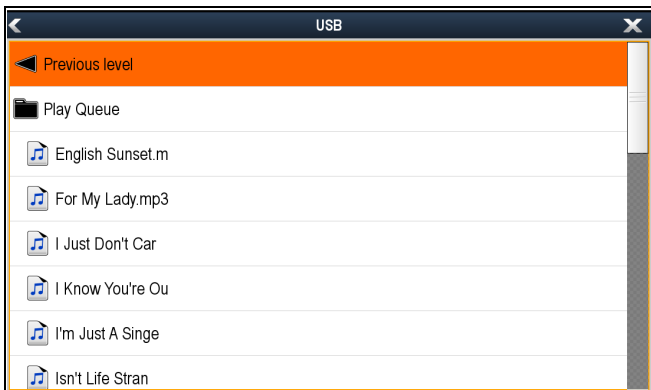 USB
Previous level
Play Queue
English Sunset.m
For My Lady.mp3
I Just Don't Car
I Know You're Ou
I'm Just A Singe
Isn't Life Stran